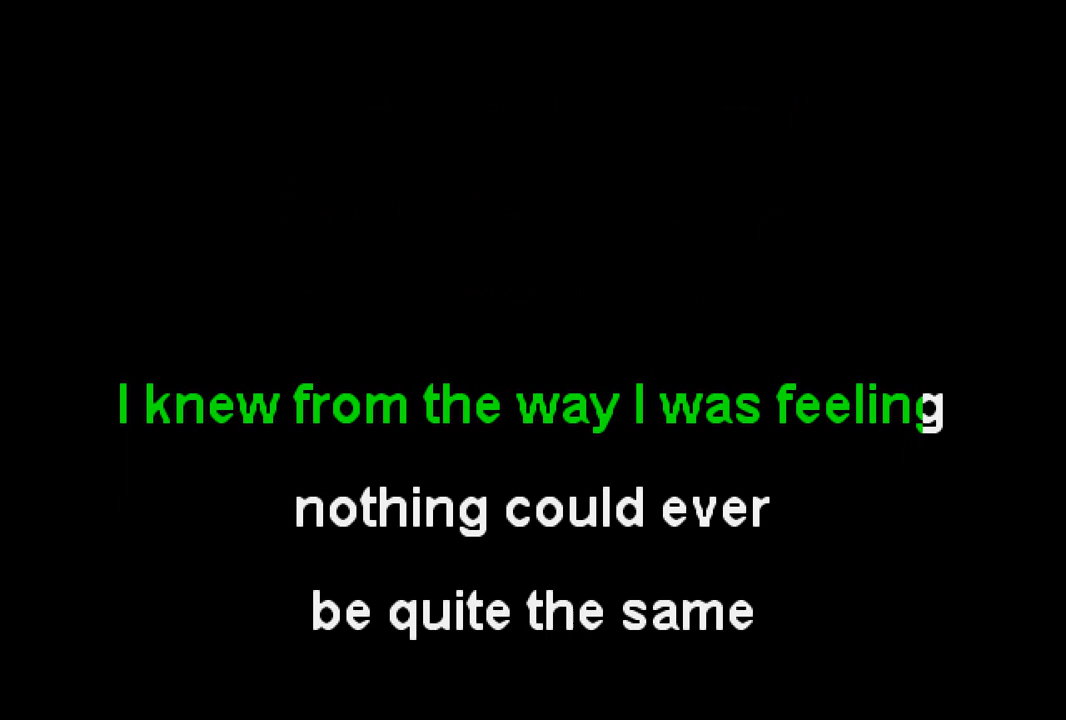 I knew from the way I was feeling
nothing could ever
be quite the same